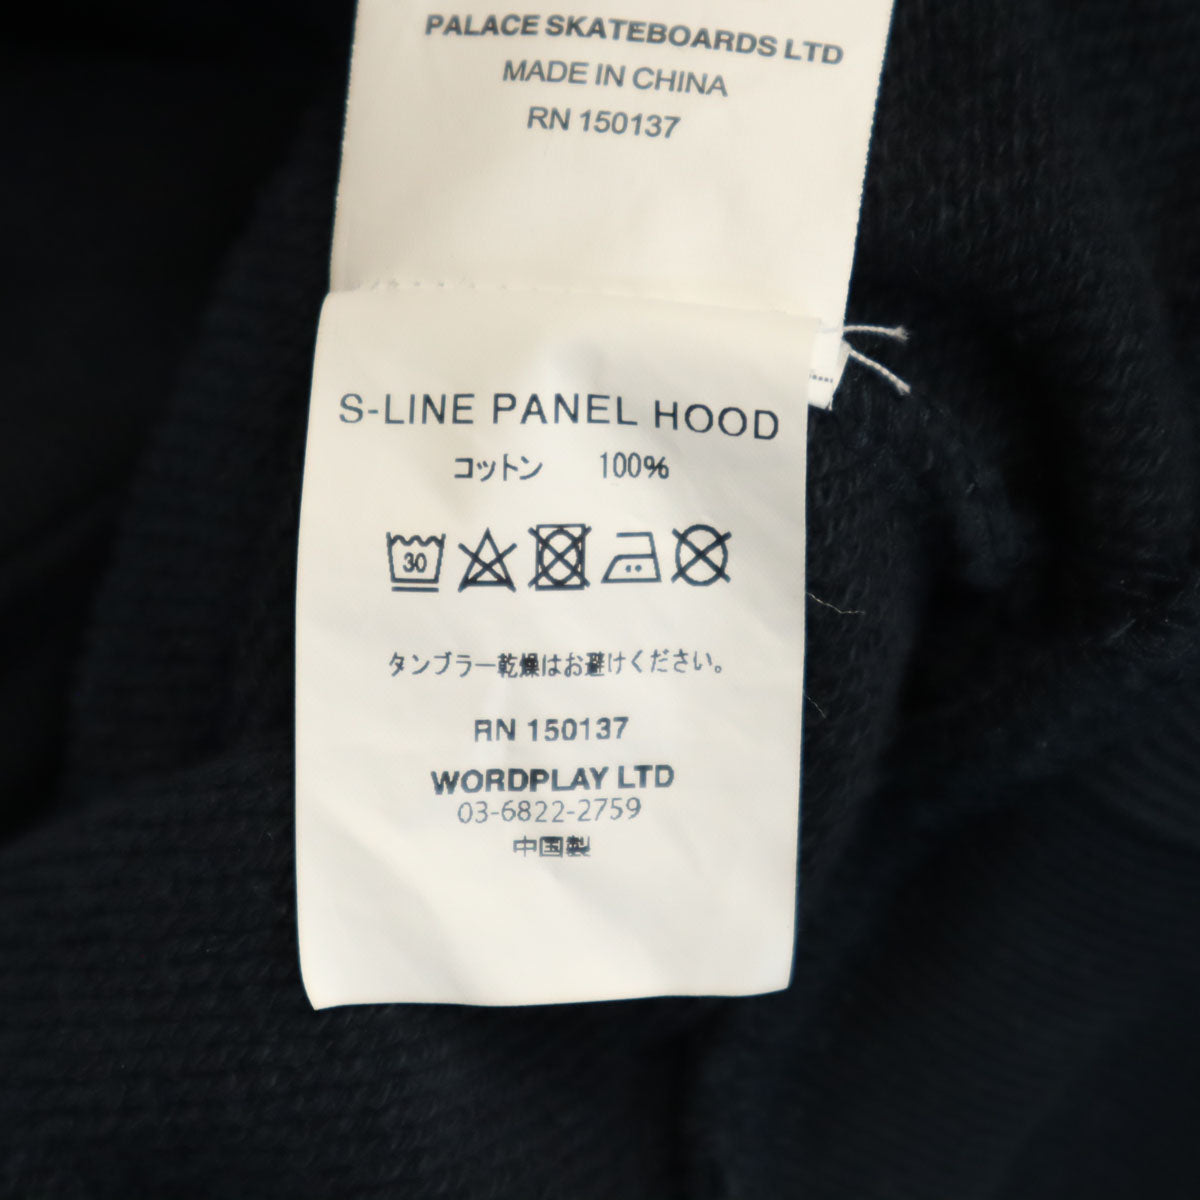 PALACE SKATEBOARDS LTD
MADE IN CHINA
RN 150137
S-LINE PANEL HOOD
コットン 100%
30
タンブラー乾燥はお避けください。
RN 150137
WORDPLAY LTD
03-6822-2759
中国製